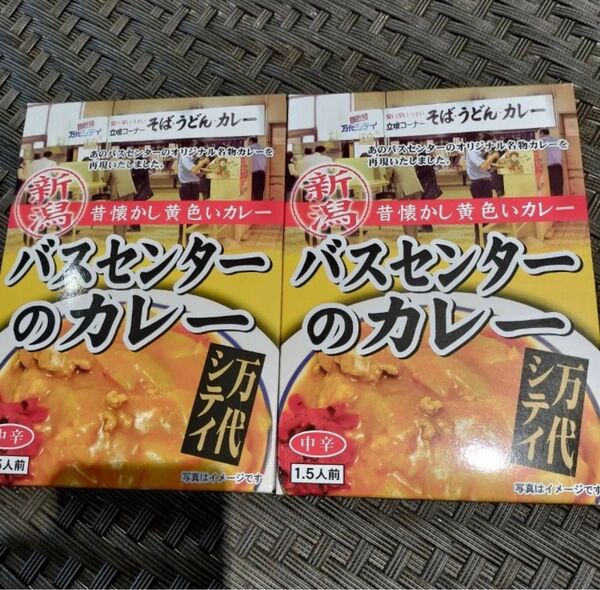 万代シティ
立喰コーナー
そば・うどん・カレー
あのバスセンターのオリジナル名物カレーを
再現いたしました。
新潟
昔懐かし黄色いカレー
バスセンター
のカレー
万代
シテイ
中辛
5人前
写真はイメージです
万代シティ
立喰コーナー
そば・うどん・カレー
あのバスセンターのオリジナル名物カレーを
再現いたしました。
新潟
昔懐かし黄色いカレー
バスセンター
のカレー
万代
シテイ
中辛
1.5人前
写真はイメージです